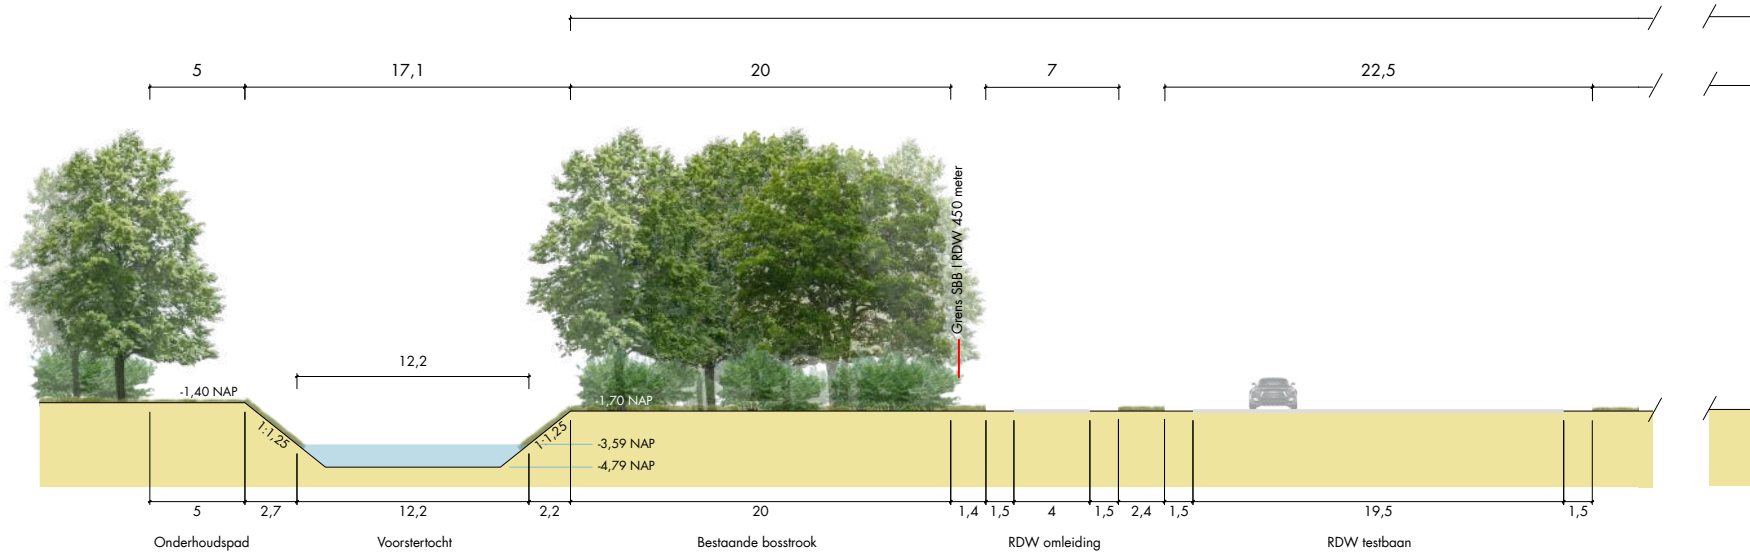 5 17,1 20 7 22,5
Grens SBB I RDW 450 meter
12,2
-1,40 NAP
-1,70 NAP
1:1,25 1:1,25
-3,59 NAP
-4,79 NAP
5 2,7 12,2 2,2 20 1,4 1,5 4 1,5 2,4 1,5 19,5 1,5
Onderhoudspad Voorstertocht Bestaande bosstrook RDW omleiding RDW testbaan